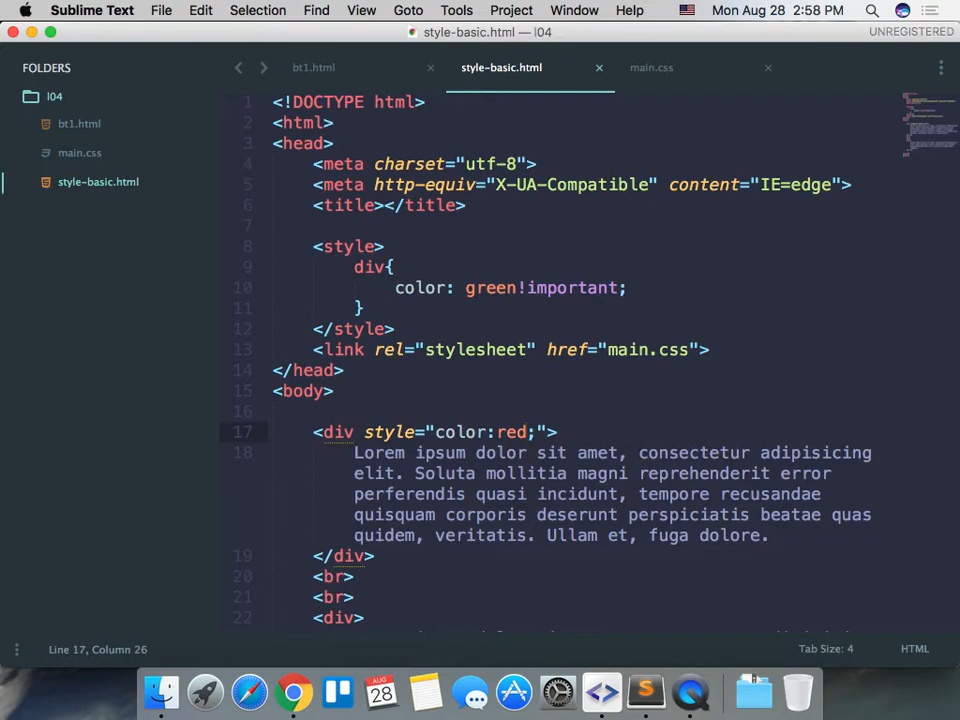 Sublime Text File Edit Selection Find View Goto Tools Project Window Help Mon Aug 28 2:58 PM
style-basic.html — l04 UNREGISTERED
FOLDERS
l04
bt1.html
main.css
style-basic.html
bt1.html style-basic.html main.css
1 <!DOCTYPE html>
2 <html>
3 <head>
4 <meta charset="utf-8">
5 <meta http-equiv="X-UA-Compatible" content="IE=edge">
6 <title></title>
7
8 <style>
9 div{
10 color: green!important;
11 }
12 </style>
13 <link rel="stylesheet" href="main.css">
14 </head>
15 <body>
16
17 <div style="color:red;">
18 Lorem ipsum dolor sit amet, consectetur adipisicing
elit. Soluta mollitia magni reprehenderit error
perferendis quasi incidunt, tempore recusandae
quisquam corporis deserunt perspiciatis beatae quas
quidem, veritatis. Ullam et, fuga dolore.
19 </div>
20 <br>
21 <br>
22 <div>
Line 17, Column 26 Tab Size: 4 HTML
AUG
28